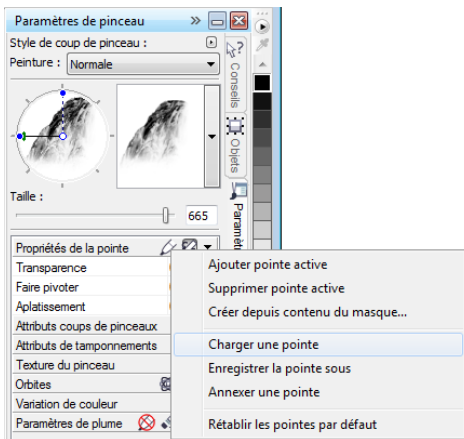 Paramètres de pinceau
Style de coup de pinceau :
Peinture : Normale
Taille :
665
Propriétés de la pointe
Transparence
Faire pivoter
Aplatissement
Attributs coups de pinceaux
Attributs de tamponnements
Texture du pinceau
Orbites
Variation de couleur
Paramètres de plume
Conseils
Objets
Paramètr
Ajouter pointe active
Supprimer pointe active
Créer depuis contenu du masque...
Charger une pointe
Enregistrer la pointe sous
Annexer une pointe
Rétablir les pointes par défaut